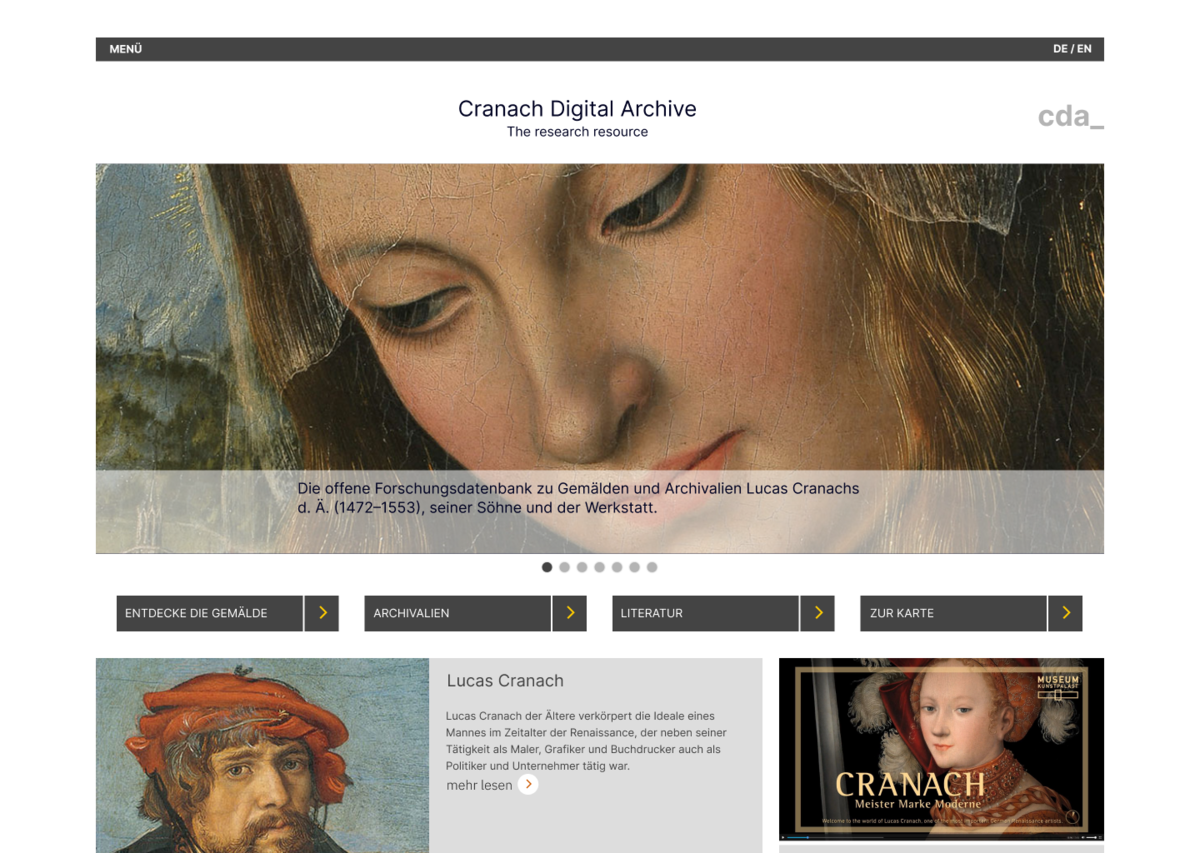 MENÜ
DE / EN
Cranach Digital Archive
The research resource
cda_
Die offene Forschungsdatenbank zu Gemälden und Archivalien Lucas Cranachs
d. Ä. (1472–1553), seiner Söhne und der Werkstatt.
ENTDECKE DIE GEMÄLDE
ARCHIVALIEN
LITERATUR
ZUR KARTE
Lucas Cranach
Lucas Cranach der Ältere verkörpert die Ideale eines
Mannes im Zeitalter der Renaissance, der neben seiner
Tätigkeit als Maler, Grafiker und Buchdrucker auch als
Politiker und Unternehmer tätig war.
mehr lesen
MUSEUM
KUNSTPALAST
CRANACH
Meister Marke Moderne
Welcome to the world of Lucas Cranach, one of the most important German Renaissance artists.